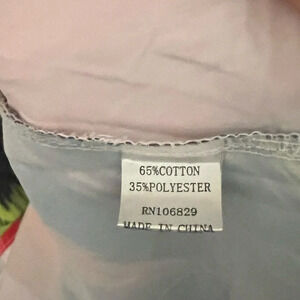 65%COTTON
35%POLYESTER
RN106829
MADE IN CHINA